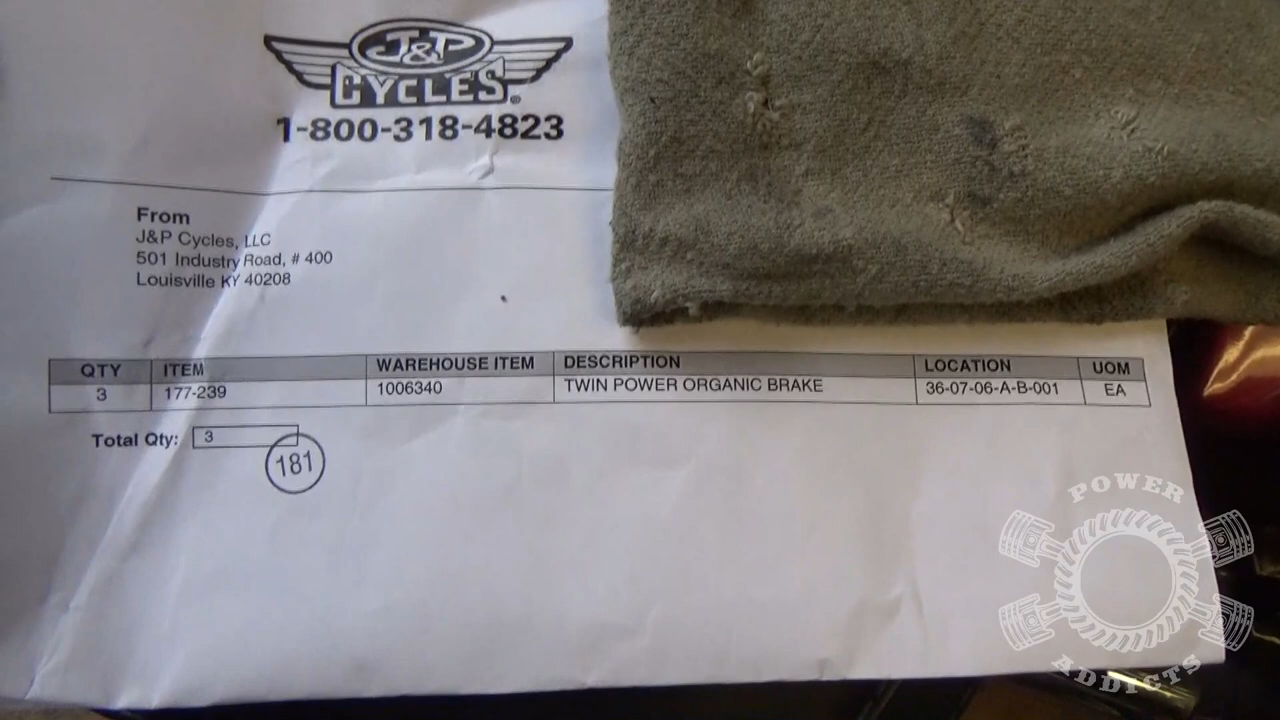 J&P
CYCLES
1-800-318-4823
From
J&P Cycles, LLC
501 Industry Road, # 400
Louisville KY 40208
QTY ITEM WAREHOUSE ITEM DESCRIPTION LOCATION UOM
3 177-239 1006340 TWIN POWER ORGANIC BRAKE 36-07-06-A-B-001 EA
Total Qty: 3
181
POWER
ADDICTS